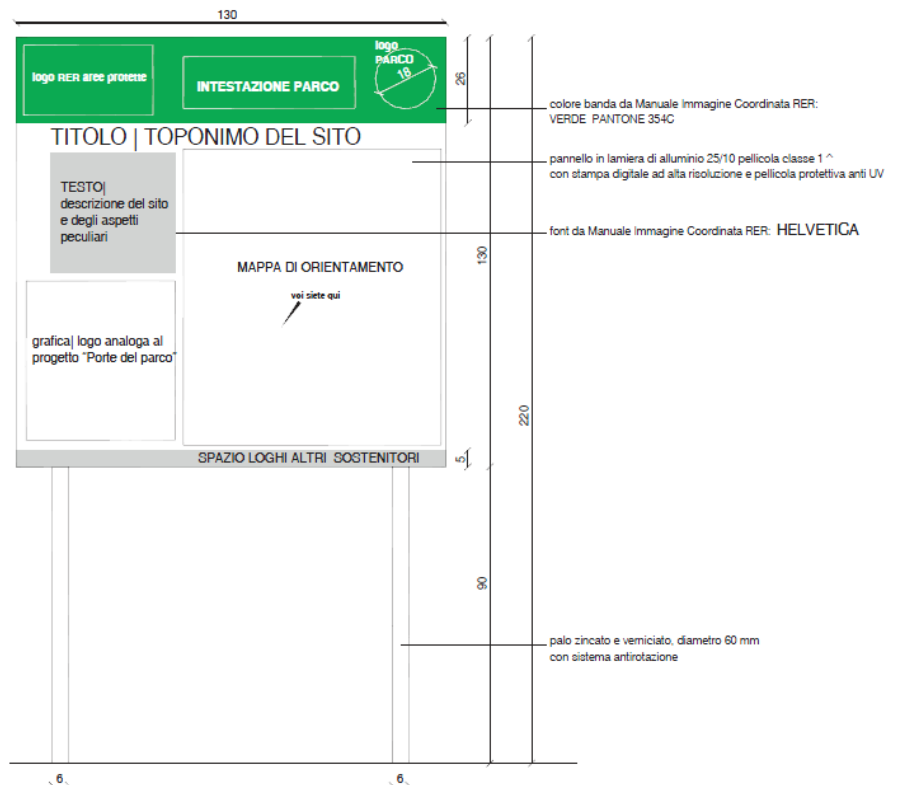 130
logo RER aree protette
INTESTAZIONE PARCO
logo
PARCO
18
26
colore banda da Manuale Immagine Coordinata RER:
VERDE PANTONE 354C
TITOLO | TOPONIMO DEL SITO
pannello in lamiera di alluminio 25/10 pellicola classe 1 ^
con stampa digitale ad alta risoluzione e pellicola protettiva anti UV
TESTO|
descrizione del sito
e degli aspetti
peculiari
font da Manuale Immagine Coordinata RER: HELVETICA
130
MAPPA DI ORIENTAMENTO
voi siete qui
grafica| logo analoga al
progetto "Porte del parco"
220
SPAZIO LOGHI ALTRI SOSTENITORI
5
90
palo zincato e verniciato, diametro 60 mm
con sistema antirotazione
6
6